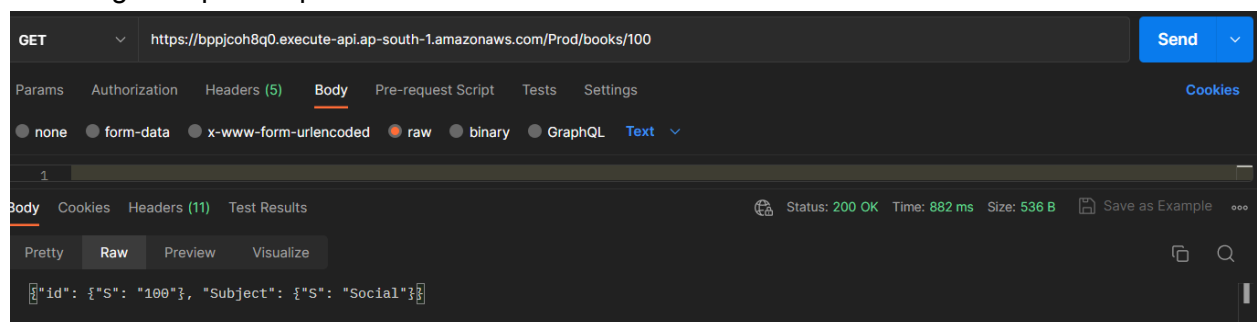 GET https://bppjcoh8q0.execute-api.ap-south-1.amazonaws.com/Prod/books/100 Send
Params Authorization Headers (5) Body Pre-request Script Tests Settings Cookies
none form-data x-www-form-urlencoded raw binary GraphQL Text
1
Body Cookies Headers (11) Test Results Status: 200 OK Time: 882 ms Size: 536 B Save as Example
Pretty Raw Preview Visualize
{"id": {"S": "100"}, "Subject": {"S": "Social"}}